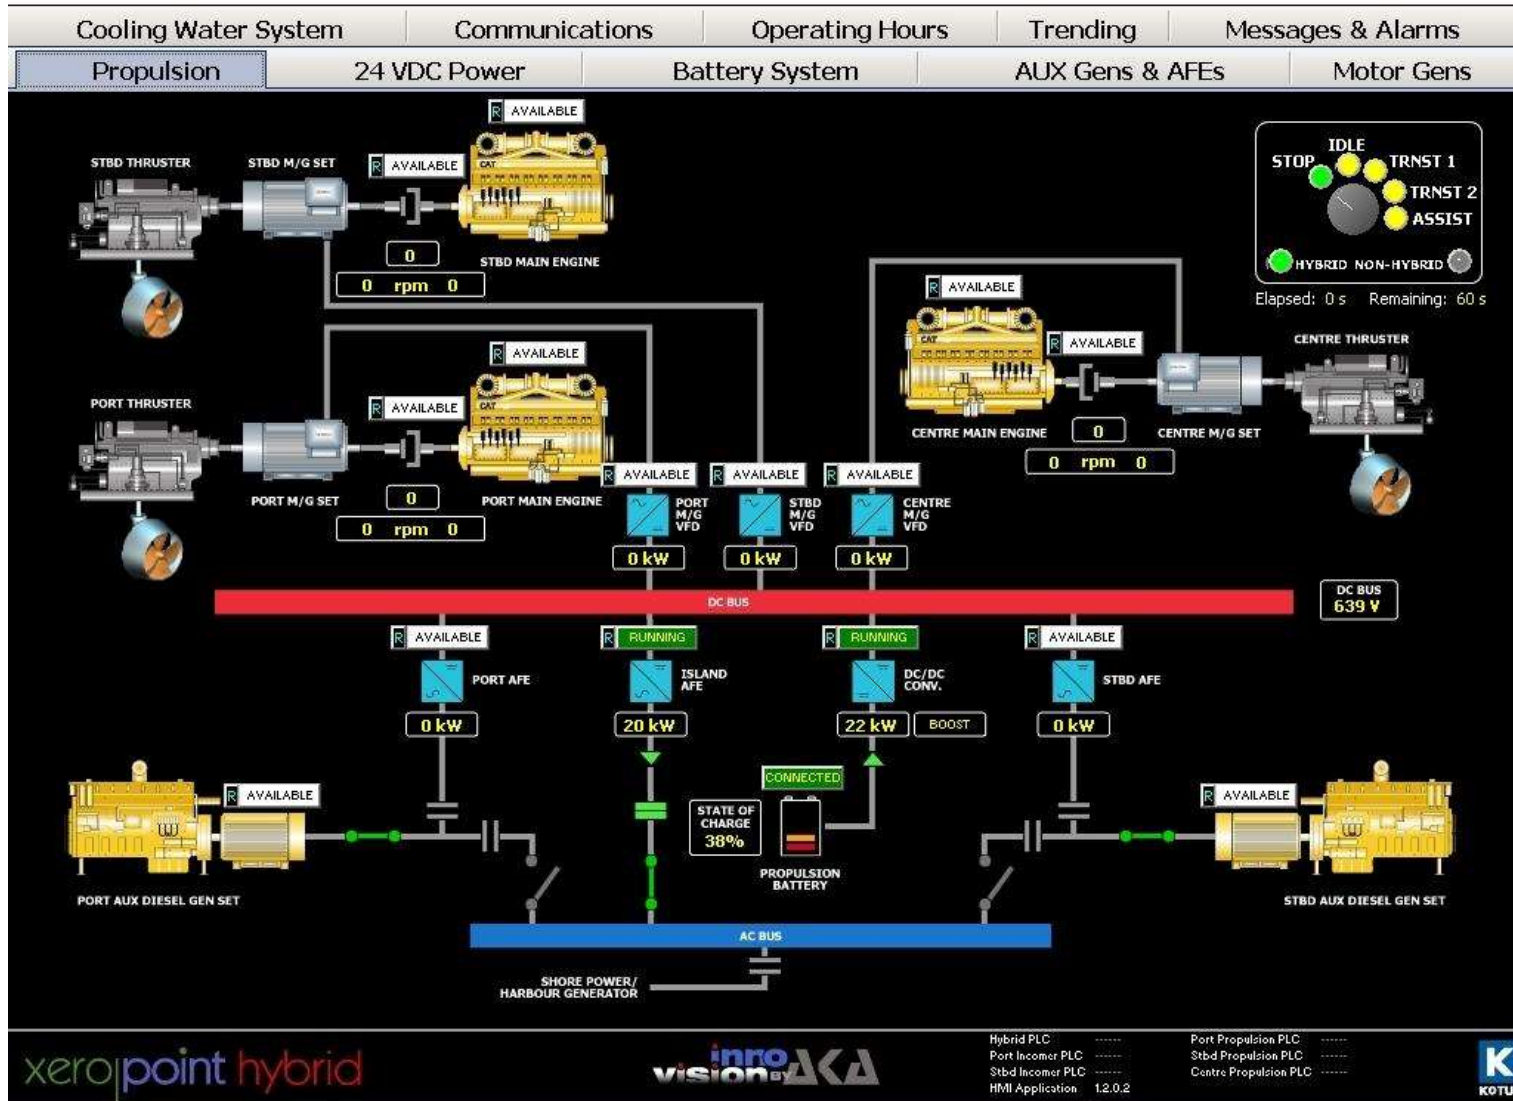 Cooling Water System Communications Operating Hours Trending Messages & Alarms
Propulsion 24 VDC Power Battery System AUX Gens & AFEs Motor Gens
R AVAILABLE
STBD THRUSTER
STBD M/G SET
R AVAILABLE
CAT
0
STBD MAIN ENGINE
0 rpm 0
IDLE
STOP
TRNST 1
TRNST 2
ASSIST
HYBRID NON-HYBRID
Elapsed: 0 s Remaining: 60 s
R AVAILABLE
CAT
R AVAILABLE
CENTRE THRUSTER
CENTRE MAIN ENGINE
0
CENTRE M/G SET
0 rpm 0
R AVAILABLE
PORT THRUSTER
R AVAILABLE
CAT
PORT M/G SET
0
PORT MAIN ENGINE
0 rpm 0
R AVAILABLE
R AVAILABLE
R AVAILABLE
PORT
M/G
VFD
STBD
M/G
VFD
CENTRE
M/G
VFD
0 kW
0 kW
0 kW
DC BUS
DC BUS
639 V
R AVAILABLE
R RUNNING
R RUNNING
R AVAILABLE
PORT AFE
ISLAND
AFE
DC/DC
CONV.
STBD AFE
0 kW
20 kW
22 kW
BOOST
0 kW
R AVAILABLE
CONNECTED
R AVAILABLE
STATE OF
CHARGE
38%
PROPULSION
BATTERY
PORT AUX DIESEL GEN SET
STBD AUX DIESEL GEN SET
AC BUS
SHORE POWER/
HARBOUR GENERATOR
xero|point hybrid
inro
vision BY AKA
Hybrid PLC ------
Port Incomer PLC ------
Stbd Incomer PLC ------
HMI Application 1.2.0.2
Port Propulsion PLC ------
Stbd Propulsion PLC ------
Centre Propulsion PLC ------
K
KOTU